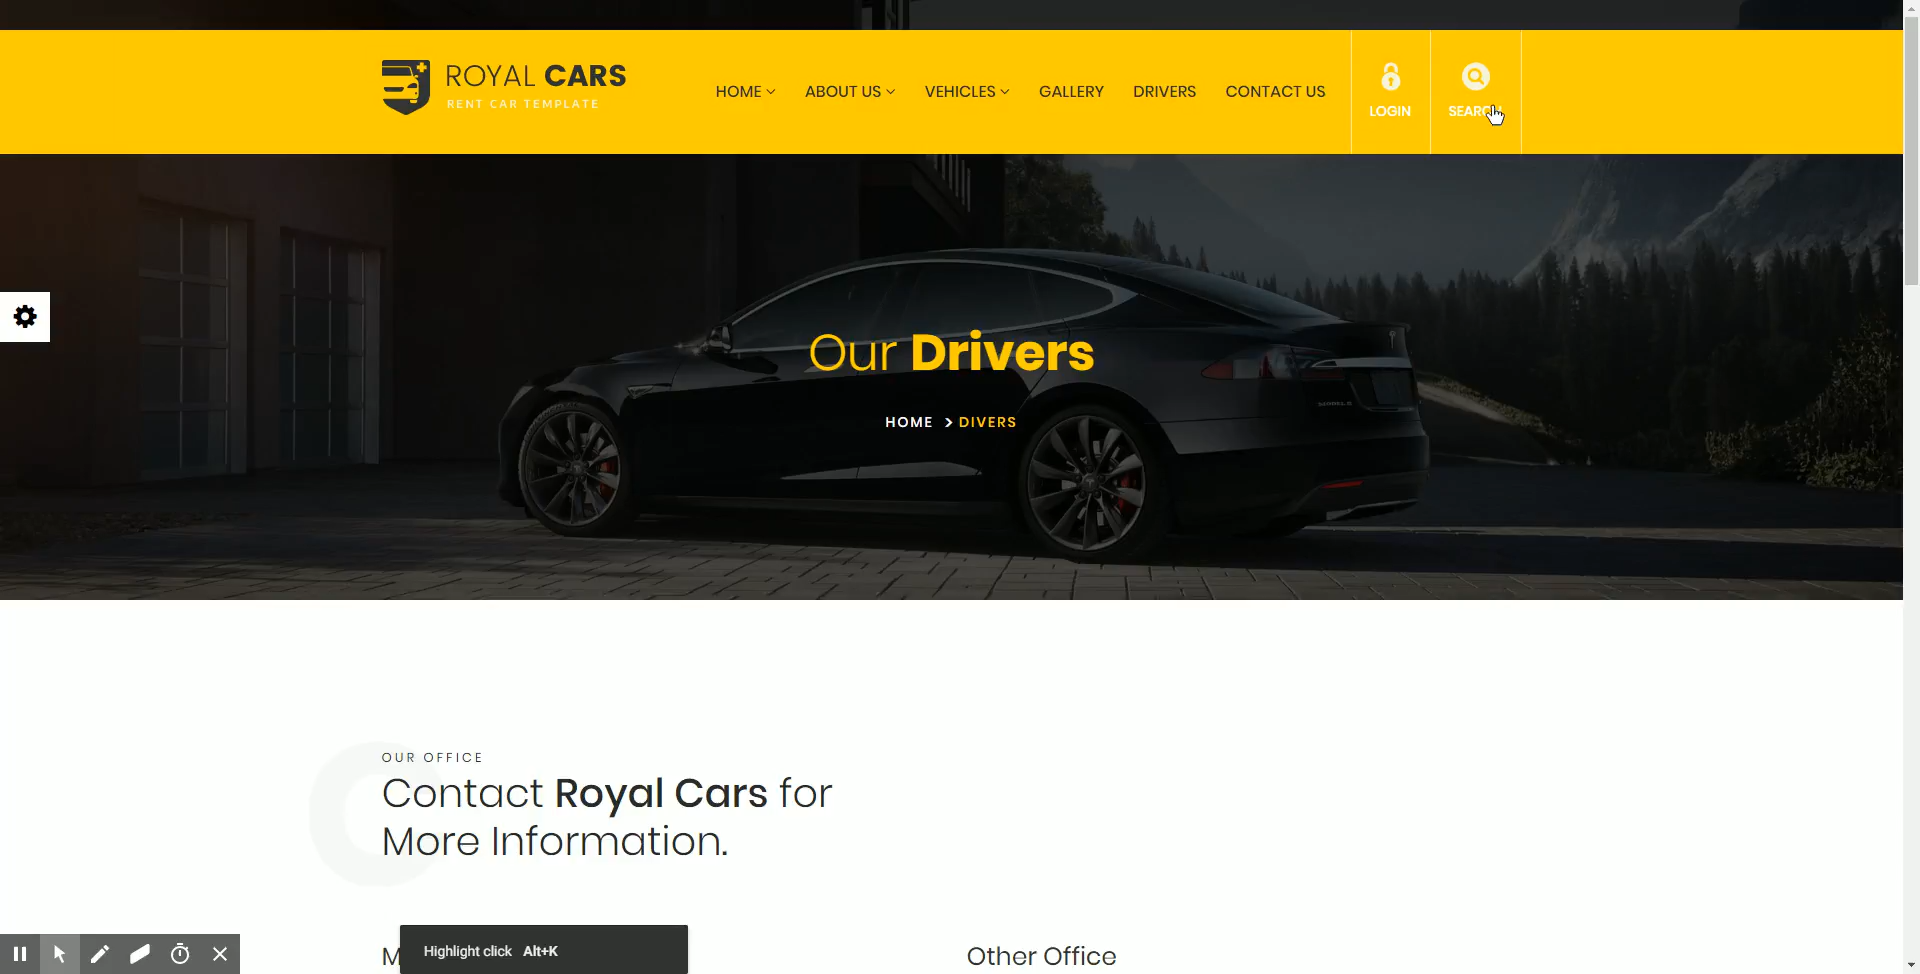 ROYAL CARS
RENT CAR TEMPLATE
HOME
ABOUT US
VEHICLES
GALLERY
DRIVERS
CONTACT US
LOGIN
SEARCH
Our Drivers
HOME > DIVERS
OUR OFFICE
Contact Royal Cars for
More Information.
Other Office
Highlight click Alt+K